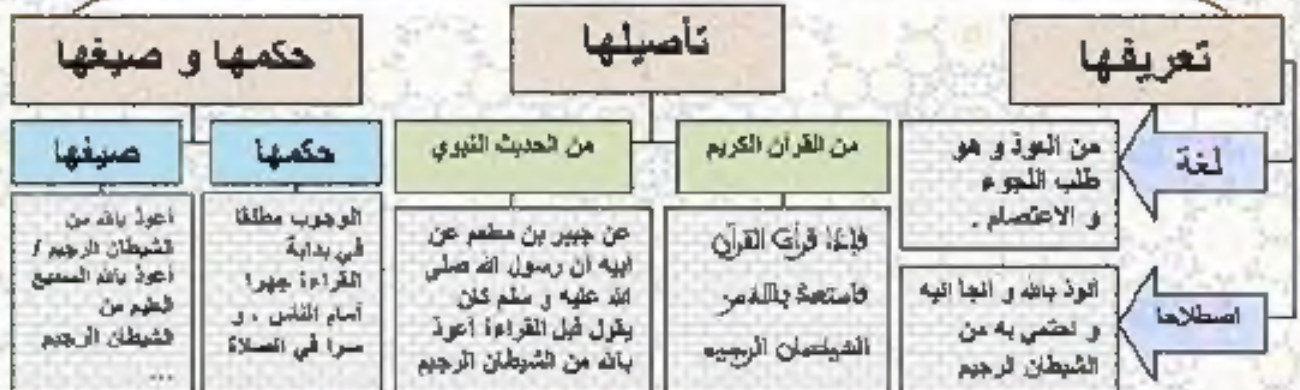 تعريفها
لغة
من العوذ و هو
طلب اللجوء
و الاعتصام .
اصطلاحا
ألوذ بالله و ألجأ إليه
و احتمي به من
الشيطان الرجيم
تأصيلها
من القرآن الكريم
فإذا قرأت القرآن
فاستعذ بالله من
الشيطان الرجيم
من الحديث النبوي
عن جبير بن مطعم عن
أبيه أن رسول الله صلى
الله عليه و سلم كان
يقول قبل القراءة أعوذ
بالله من الشيطان الرجيم
حكمها و صيغها
حكمها
الوجوب مطلقا
في بداية
القراءة جهرا
أمام الناس ، و
سرا في الصلاة
صيغها
أعوذ بالله من
الشيطان الرجيم /
أعوذ بالله السميع
العليم من
الشيطان الرجيم
...